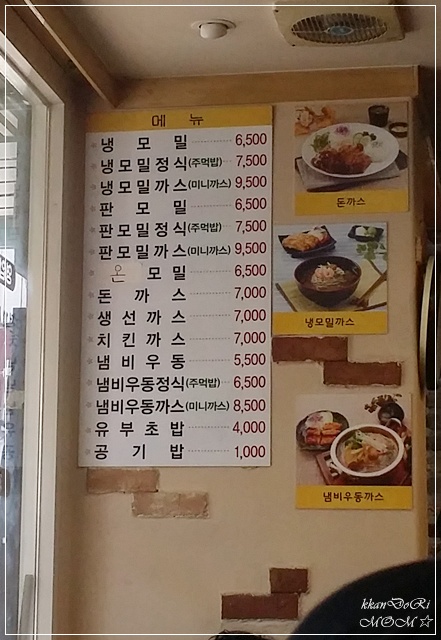 메 뉴
냉 모 밀 6,500
냉모밀정식(주먹밥) 7,500
냉모밀까스(미니까스) 9,500
판 모 밀 6,500
판모밀정식(주먹밥) 7,500
판모밀까스(미니까스) 9,500
온 모 밀 6,500
돈 까 스 7,000
생 선 까 스 7,000
치 킨 까 스 7,000
냄 비 우 동 5,500
냄비우동정식(주먹밥) 6,500
냄비우동까스(미니까스) 8,500
유 부 초 밥 4,000
공 기 밥 1,000
돈까스
냉모밀까스
냄비우동까스
kkanDoRi
MOM☆